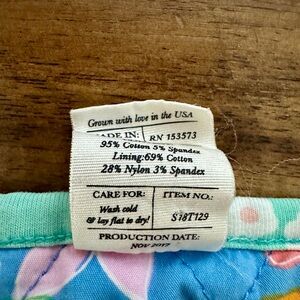 Grown with love in the USA
MADE IN: RN 153573
95% Cotton 5% Spandex
Lining:69% Cotton
28% Nylon 3% Spandex
CARE FOR: ITEM NO.:
Wash cold
& lay flat to dry! S18T129
PRODUCTION DATE:
NOV 2017